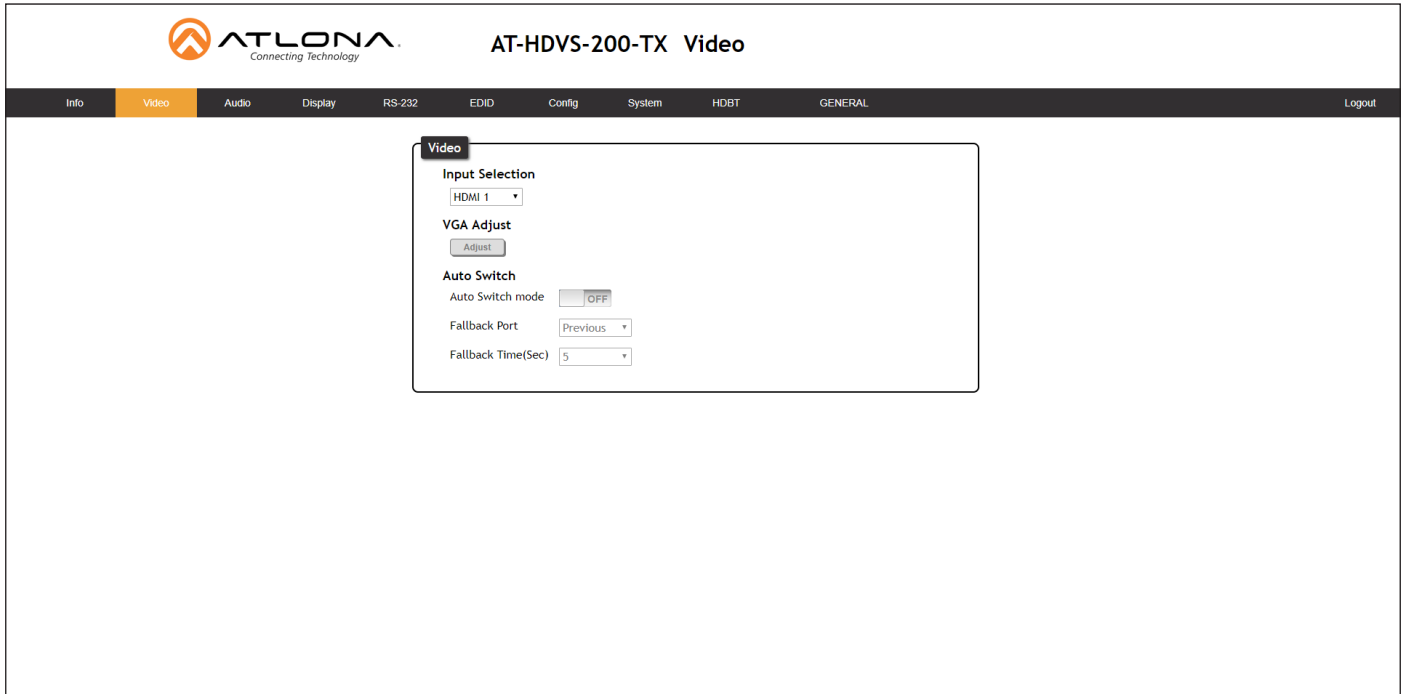 ATLONA.
Connecting Technology
AT-HDVS-200-TX Video
Info Video Audio Display RS-232 EDID Config System HDBT GENERAL Logout
Video
Input Selection
HDMI 1
VGA Adjust
Adjust
Auto Switch
Auto Switch mode OFF
Fallback Port Previous
Fallback Time(Sec) 5